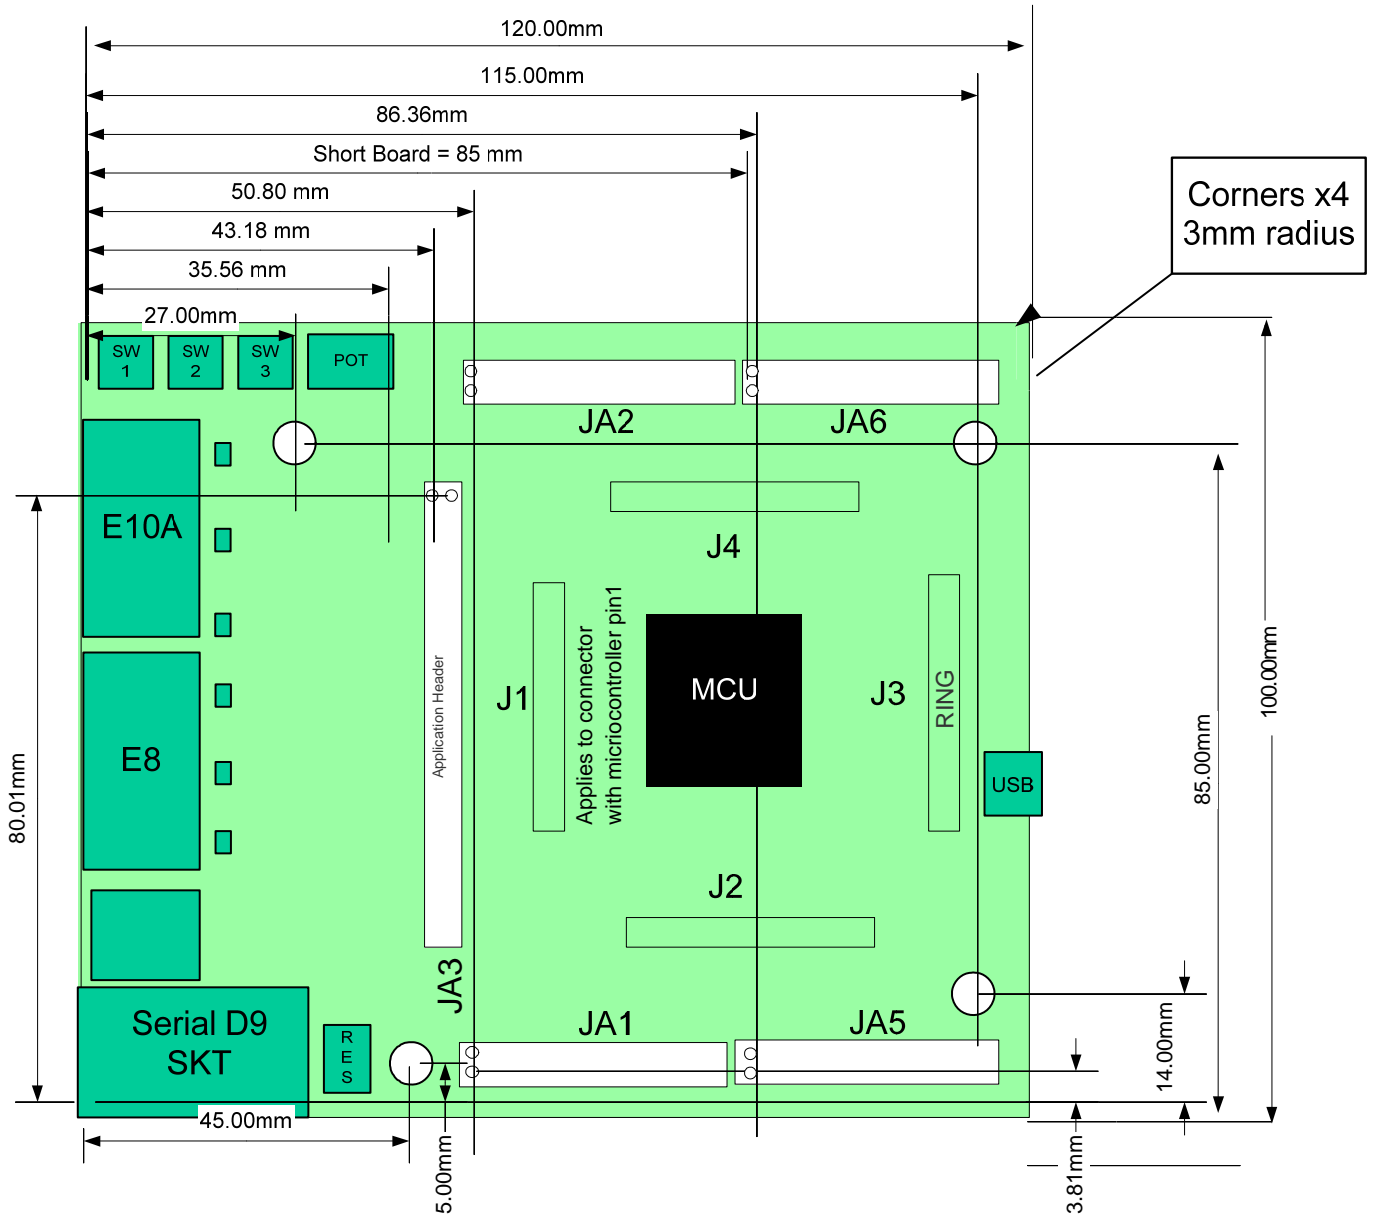 120.00mm
115.00mm
86.36mm
Short Board = 85 mm
50.80 mm
43.18 mm
35.56 mm
27.00mm
Corners x4
3mm radius
SW
1
SW
2
SW
3
POT
JA2
JA6
E10A
J4
Applies to connector
with micriocontroller pin1
Application Header
J1
MCU
J3
RING
100.00mm
85.00mm
80.01mm
E8
USB
J2
JA3
Serial D9
SKT
R
E
S
JA1
JA5
14.00mm
45.00mm
5.00mm
3.81mm